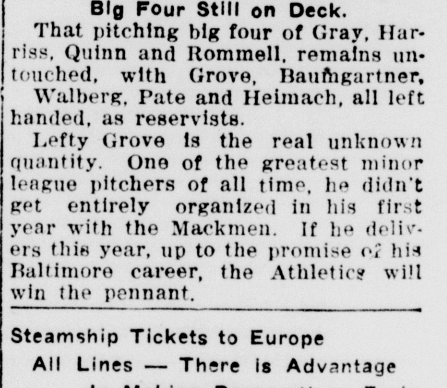 Big Four Still on Deck.
That pitching big four of Gray, Har-
riss, Quinn and Rommell, remains un-
touched, with Grove, Baumgartner,
Walberg, Pate and Heimach, all left
handed, as reservists.
Lefty Grove is the real unknown
quantity. One of the greatest minor
league pitchers of all time, he didn't
get entirely organized in his first
year with the Mackmen. If he deliv-
ers this year, up to the promise of his
Baltimore career, the Athletics will
win the pennant.
Steamship Tickets to Europe
All Lines — There is Advantage